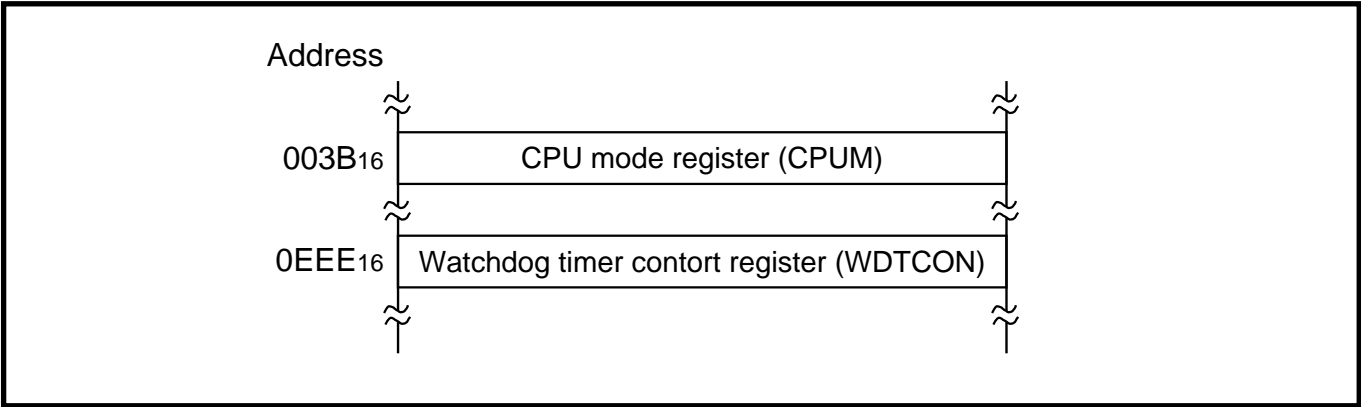 Address
003B16 CPU mode register (CPUM)
0EEE16 Watchdog timer contort register (WDTCON)